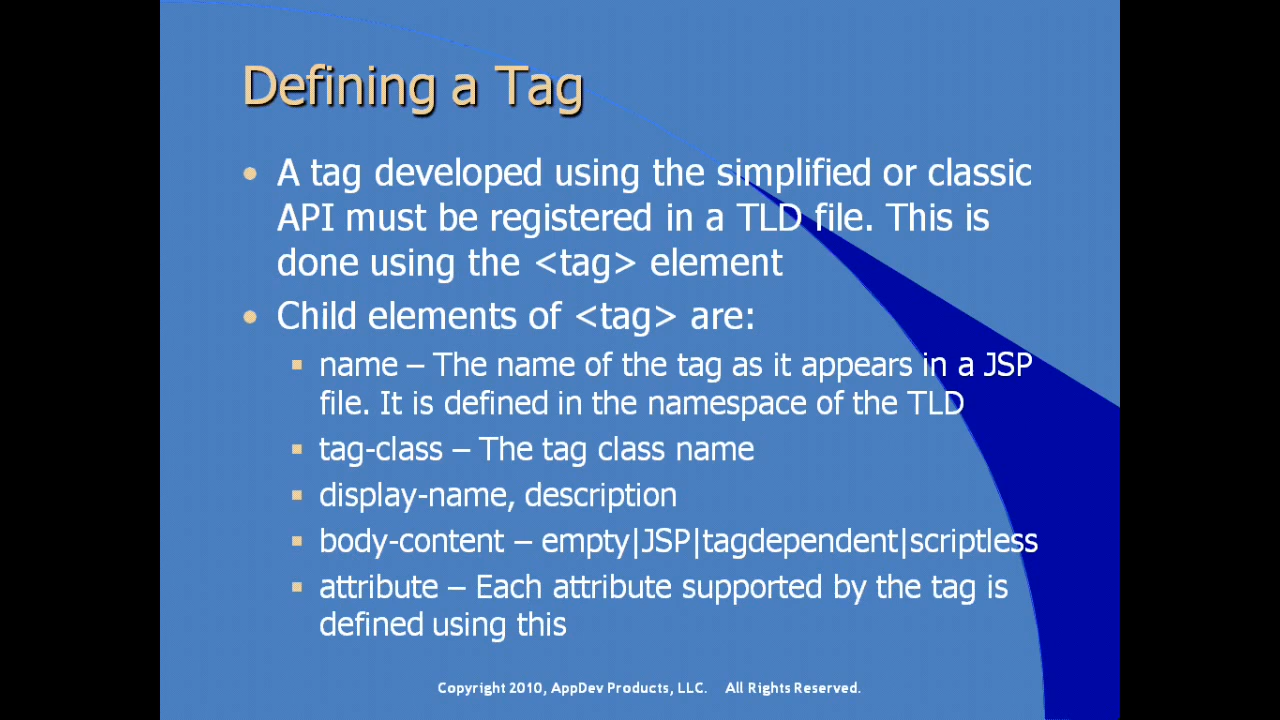 Defining a Tag
• A tag developed using the simplified or classic
API must be registered in a TLD file. This is
done using the <tag> element
• Child elements of <tag> are:
▪ name – The name of the tag as it appears in a JSP
file. It is defined in the namespace of the TLD
▪ tag-class – The tag class name
▪ display-name, description
▪ body-content – empty|JSP|tagdependent|scriptless
▪ attribute – Each attribute supported by the tag is
defined using this
Copyright 2010, AppDev Products, LLC. All Rights Reserved.